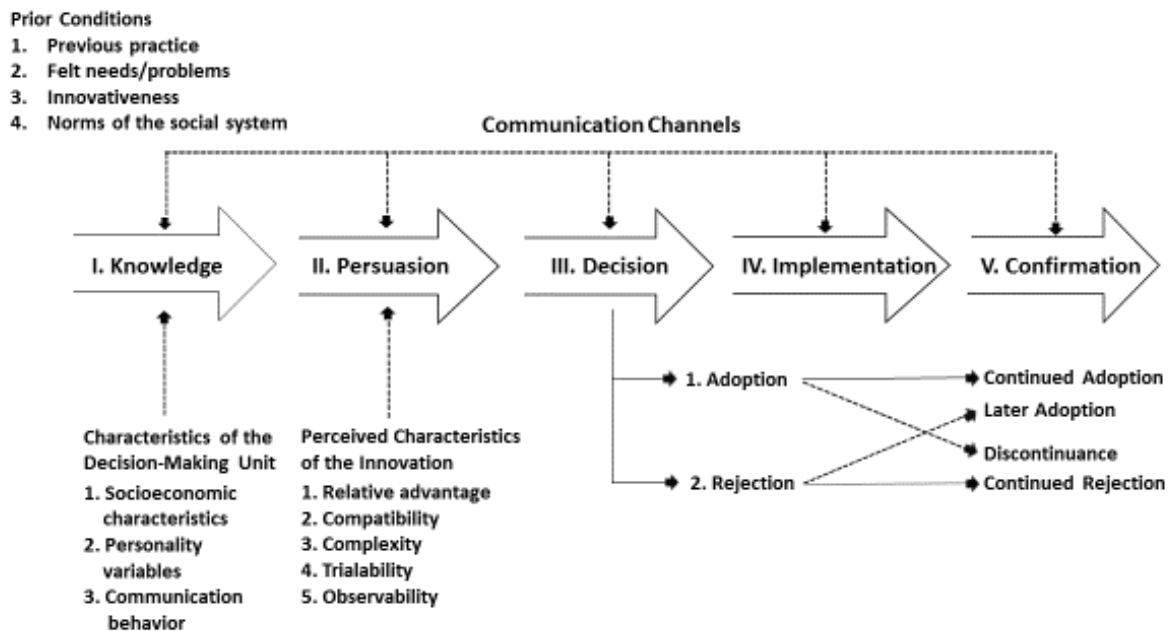 Prior Conditions
1. Previous practice
2. Felt needs/problems
3. Innovativeness
4. Norms of the social system
Communication Channels
I. Knowledge
II. Persuasion
III. Decision
IV. Implementation
V. Confirmation
1. Adoption
2. Rejection
Continued Adoption
Later Adoption
Discontinuance
Continued Rejection
Characteristics of the
Decision-Making Unit
1. Socioeconomic
characteristics
2. Personality
variables
3. Communication
behavior
Perceived Characteristics
of the Innovation
1. Relative advantage
2. Compatibility
3. Complexity
4. Trialability
5. Observability